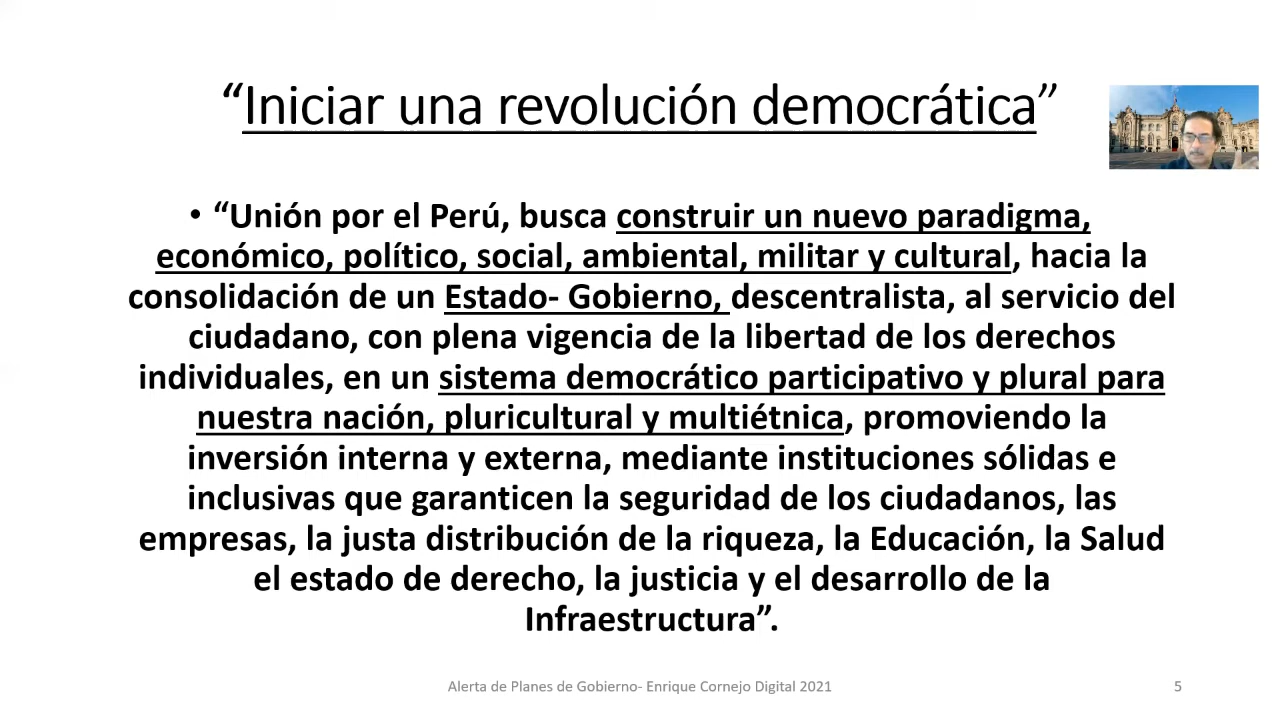 “Iniciar una revolución democrática”
• “Unión por el Perú, busca construir un nuevo paradigma,
económico, político, social, ambiental, militar y cultural, hacia la
consolidación de un Estado- Gobierno, descentralista, al servicio del
ciudadano, con plena vigencia de la libertad de los derechos
individuales, en un sistema democrático participativo y plural para
nuestra nación, pluricultural y multiétnica, promoviendo la
inversión interna y externa, mediante instituciones sólidas e
inclusivas que garanticen la seguridad de los ciudadanos, las
empresas, la justa distribución de la riqueza, la Educación, la Salud
el estado de derecho, la justicia y el desarrollo de la
Infraestructura”.
Alerta de Planes de Gobierno- Enrique Cornejo Digital 2021
5